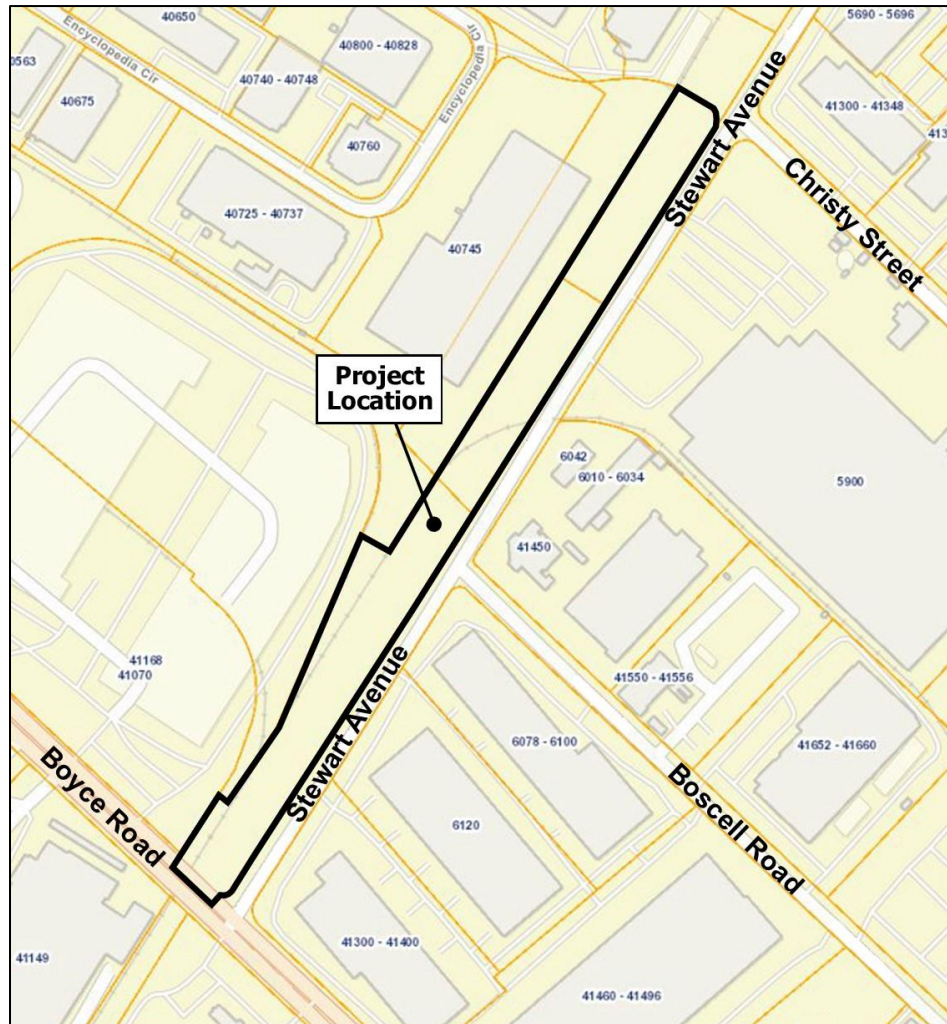 40650
5690 - 5696
40800 - 40828
Encyclopedia Cir
Encyclopedia Cir
0563
40740 - 40748
40675
41300 - 41348
413
40760
Stewart Avenue
Christy Street
40725 - 40737
40745
Project
Location
6042
6010 - 6034
5900
41450
41168
41070
41550 - 41556
Stewart Avenue
6078 - 6100
41652 - 41660
Boyce Road
Boscell Road
6120
41300 - 41400
41149
41460 - 41496